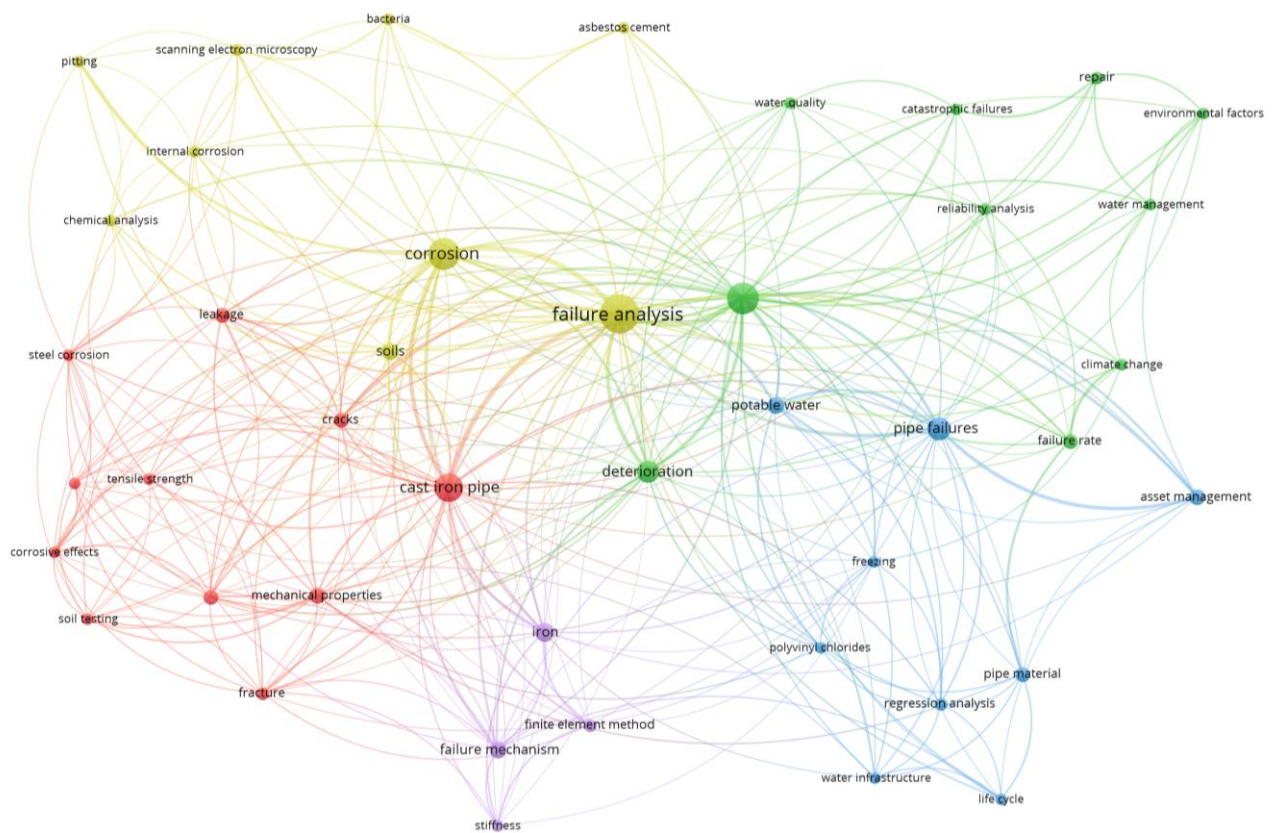 bacteria
asbestos cement
scanning electron microscopy
pitting
repair
water quality
catastrophic failures
environmental factors
internal corrosion
water management
reliability analysis
chemical analysis
corrosion
failure analysis
leakage
soils
steel corrosion
climate change
potable water
cracks
pipe failures
failure rate
deterioration
tensile strength
cast iron pipe
asset management
corrosive effects
freezing
mechanical properties
soil testing
iron
polyvinyl chlorides
pipe material
fracture
regression analysis
finite element method
failure mechanism
water infrastructure
life cycle
stiffness